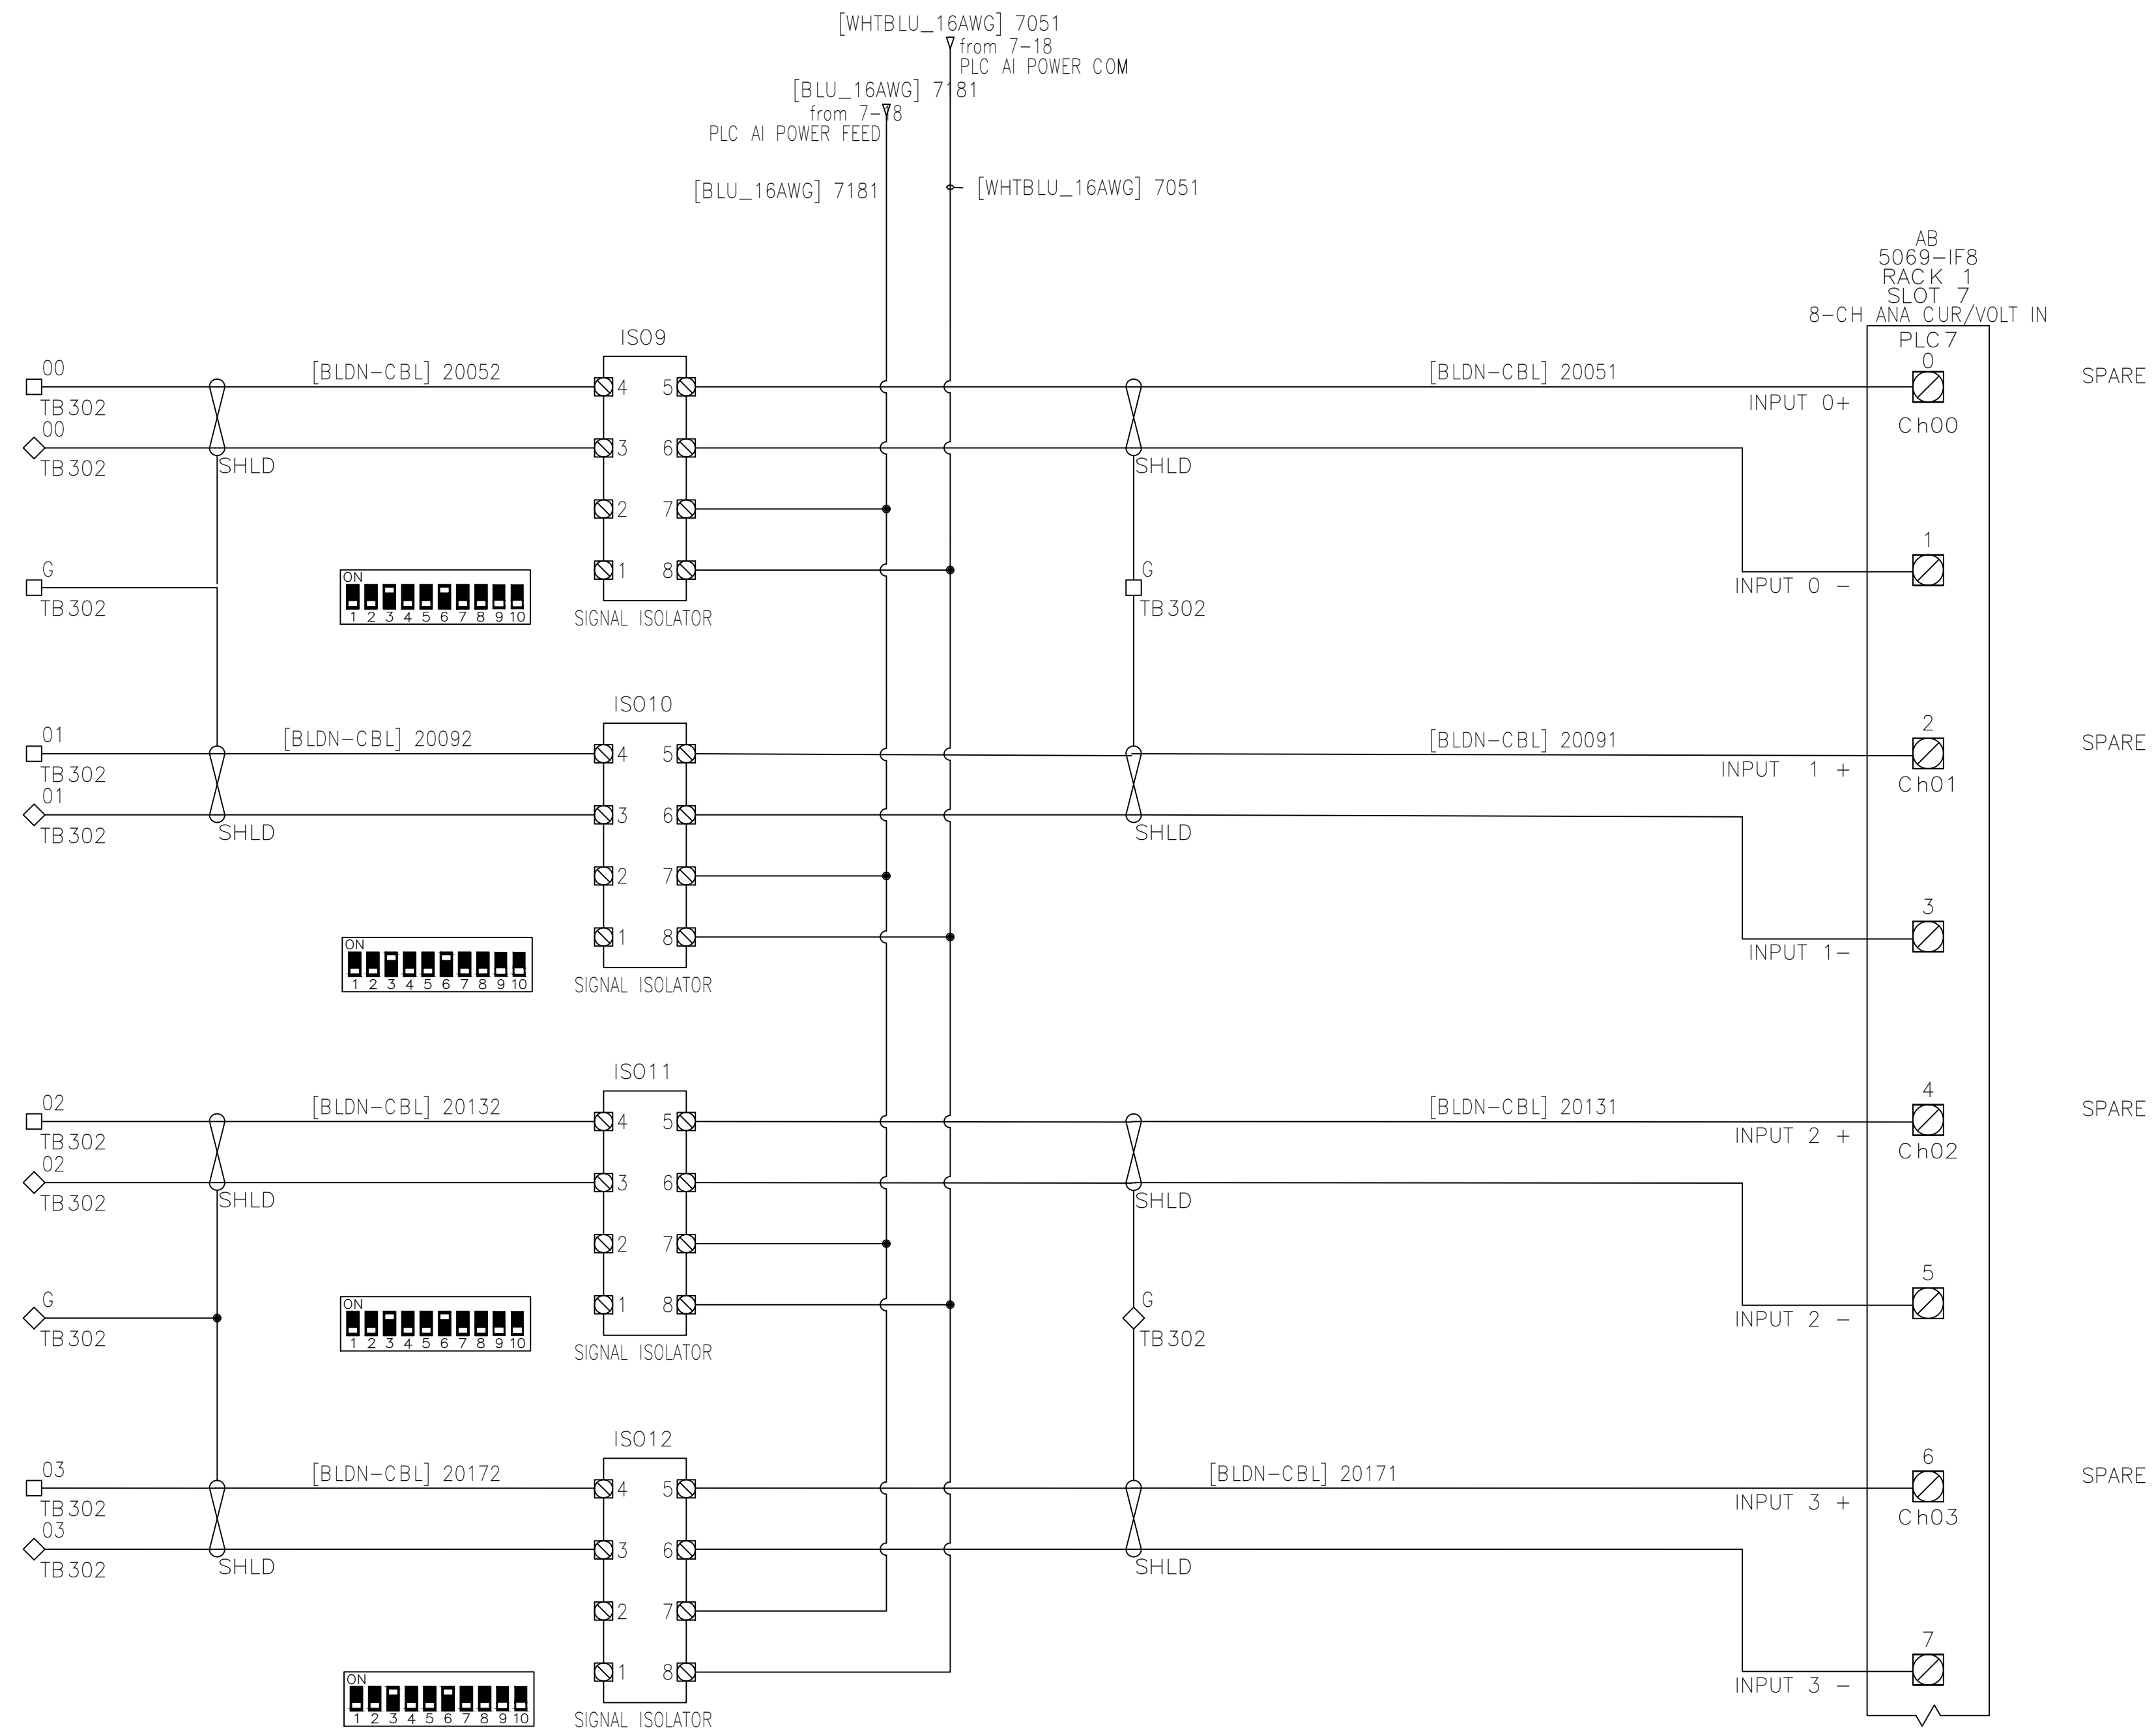 [WHTBLU_16AWG] 7051
from 7-18
PLC AI POWER COM
[BLU_16AWG] 7181
from 7-18
PLC AI POWER FEED
[BLU_16AWG] 7181
[WHTBLU_16AWG] 7051
AB
5069-IF8
RACK 1
SLOT 7
8-CH ANA CUR/VOLT IN
PLC7
ISO9
00
TB302
[BLDN-CBL] 20052
4 5
[BLDN-CBL] 20051
INPUT 0+
0
Ch00
SPARE
00
TB302
SHLD
3 6
SHLD
2 7
G
TB302
ON
1 2 3 4 5 6 7 8 9 10
1 8
SIGNAL ISOLATOR
G
TB302
1
INPUT 0 -
ISO10
01
TB302
[BLDN-CBL] 20092
4 5
[BLDN-CBL] 20091
INPUT 1 +
2
Ch01
SPARE
01
TB302
SHLD
3 6
SHLD
2 7
ON
1 2 3 4 5 6 7 8 9 10
1 8
SIGNAL ISOLATOR
3
INPUT 1-
ISO11
02
TB302
[BLDN-CBL] 20132
4 5
[BLDN-CBL] 20131
INPUT 2 +
4
Ch02
SPARE
02
TB302
SHLD
3 6
SHLD
2 7
G
TB302
ON
1 2 3 4 5 6 7 8 9 10
1 8
SIGNAL ISOLATOR
G
TB302
5
INPUT 2 -
ISO12
03
TB302
[BLDN-CBL] 20172
4 5
[BLDN-CBL] 20171
INPUT 3 +
6
Ch03
SPARE
03
TB302
SHLD
3 6
SHLD
2 7
ON
1 2 3 4 5 6 7 8 9 10
1 8
SIGNAL ISOLATOR
7
INPUT 3 -